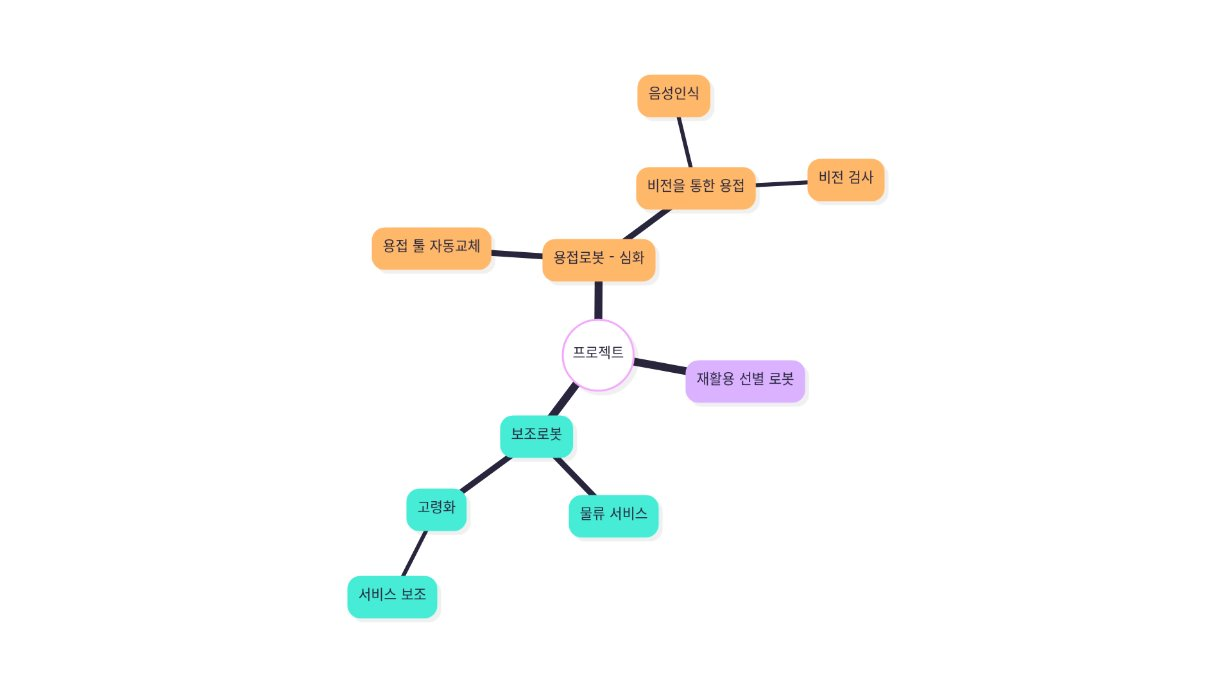 음성인식
비전을 통한 용접
비전 검사
용접 툴 자동교체
용접로봇 - 심화
프로젝트
재활용 선별 로봇
보조로봇
고령화
물류 서비스
서비스 보조